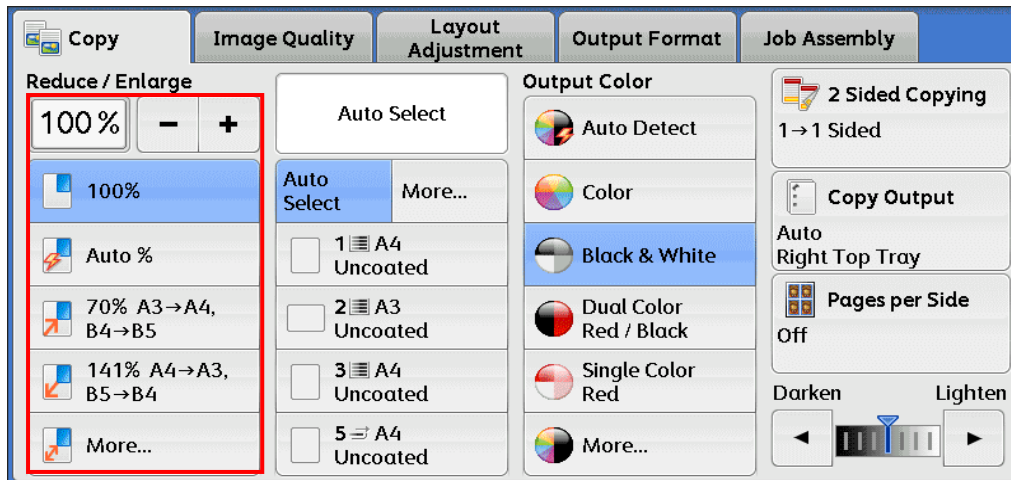 Copy
Image Quality
Layout
Adjustment
Output Format
Job Assembly
Reduce / Enlarge
100%
− +
100%
Auto %
70% A3→A4,
B4→B5
141% A4→A3,
B5→B4
More...
Auto Select
Auto
Select
More...
1 A4
Uncoated
2 A3
Uncoated
3 A4
Uncoated
5 A4
Uncoated
Output Color
Auto Detect
Color
Black & White
Dual Color
Red / Black
Single Color
Red
More...
2 Sided Copying
1→1 Sided
Copy Output
Auto
Right Top Tray
Pages per Side
Off
Darken Lighten